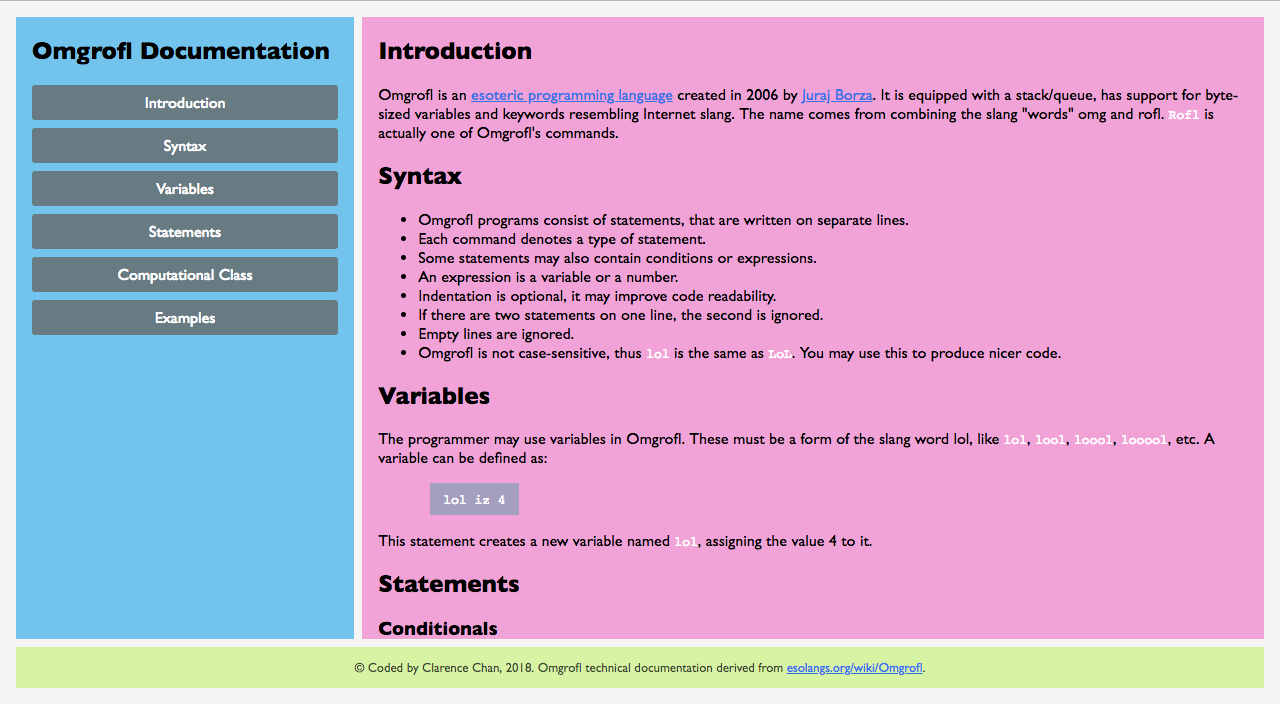 Omgrofl Documentation
Introduction
Syntax
Variables
Statements
Computational Class
Examples
Introduction
Omgrofl is an esoteric programming language created in 2006 by Juraj Borza. It is equipped with a stack/queue, has support for byte-
sized variables and keywords resembling Internet slang. The name comes from combining the slang "words" omg and rofl. Rofl is
actually one of Omgrofl's commands.
Syntax
• Omgrofl programs consist of statements, that are written on separate lines.
• Each command denotes a type of statement.
• Some statements may also contain conditions or expressions.
• An expression is a variable or a number.
• Indentation is optional, it may improve code readability.
• If there are two statements on one line, the second is ignored.
• Empty lines are ignored.
• Omgrofl is not case-sensitive, thus lol is the same as LoL. You may use this to produce nicer code.
Variables
The programmer may use variables in Omgrofl. These must be a form of the slang word lol, like lol, lool, loool, looool, etc. A
variable can be defined as:
lol iz 4
This statement creates a new variable named lol, assigning the value 4 to it.
Statements
Conditionals
© Coded by Clarence Chan, 2018. Omgrofl technical documentation derived from esolangs.org/wiki/Omgrofl.